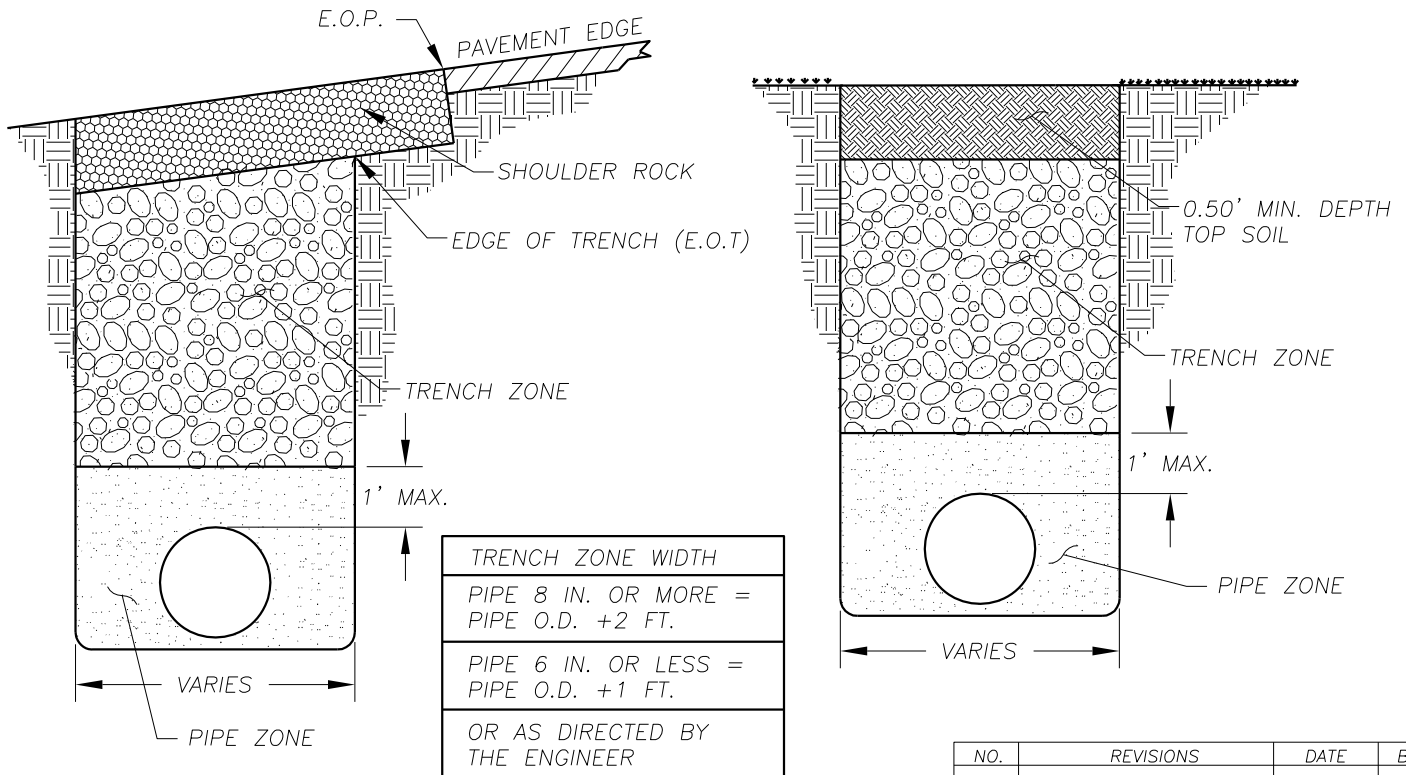 E.O.P.
PAVEMENT EDGE
SHOULDER ROCK
EDGE OF TRENCH (E.O.T)
TRENCH ZONE
1' MAX.
VARIES
PIPE ZONE
TRENCH ZONE WIDTH
PIPE 8 IN. OR MORE =
PIPE O.D. +2 FT.
PIPE 6 IN. OR LESS =
PIPE O.D. +1 FT.
OR AS DIRECTED BY
THE ENGINEER
0.50' MIN. DEPTH
TOP SOIL
TRENCH ZONE
1' MAX.
PIPE ZONE
VARIES
NO. REVISIONS DATE